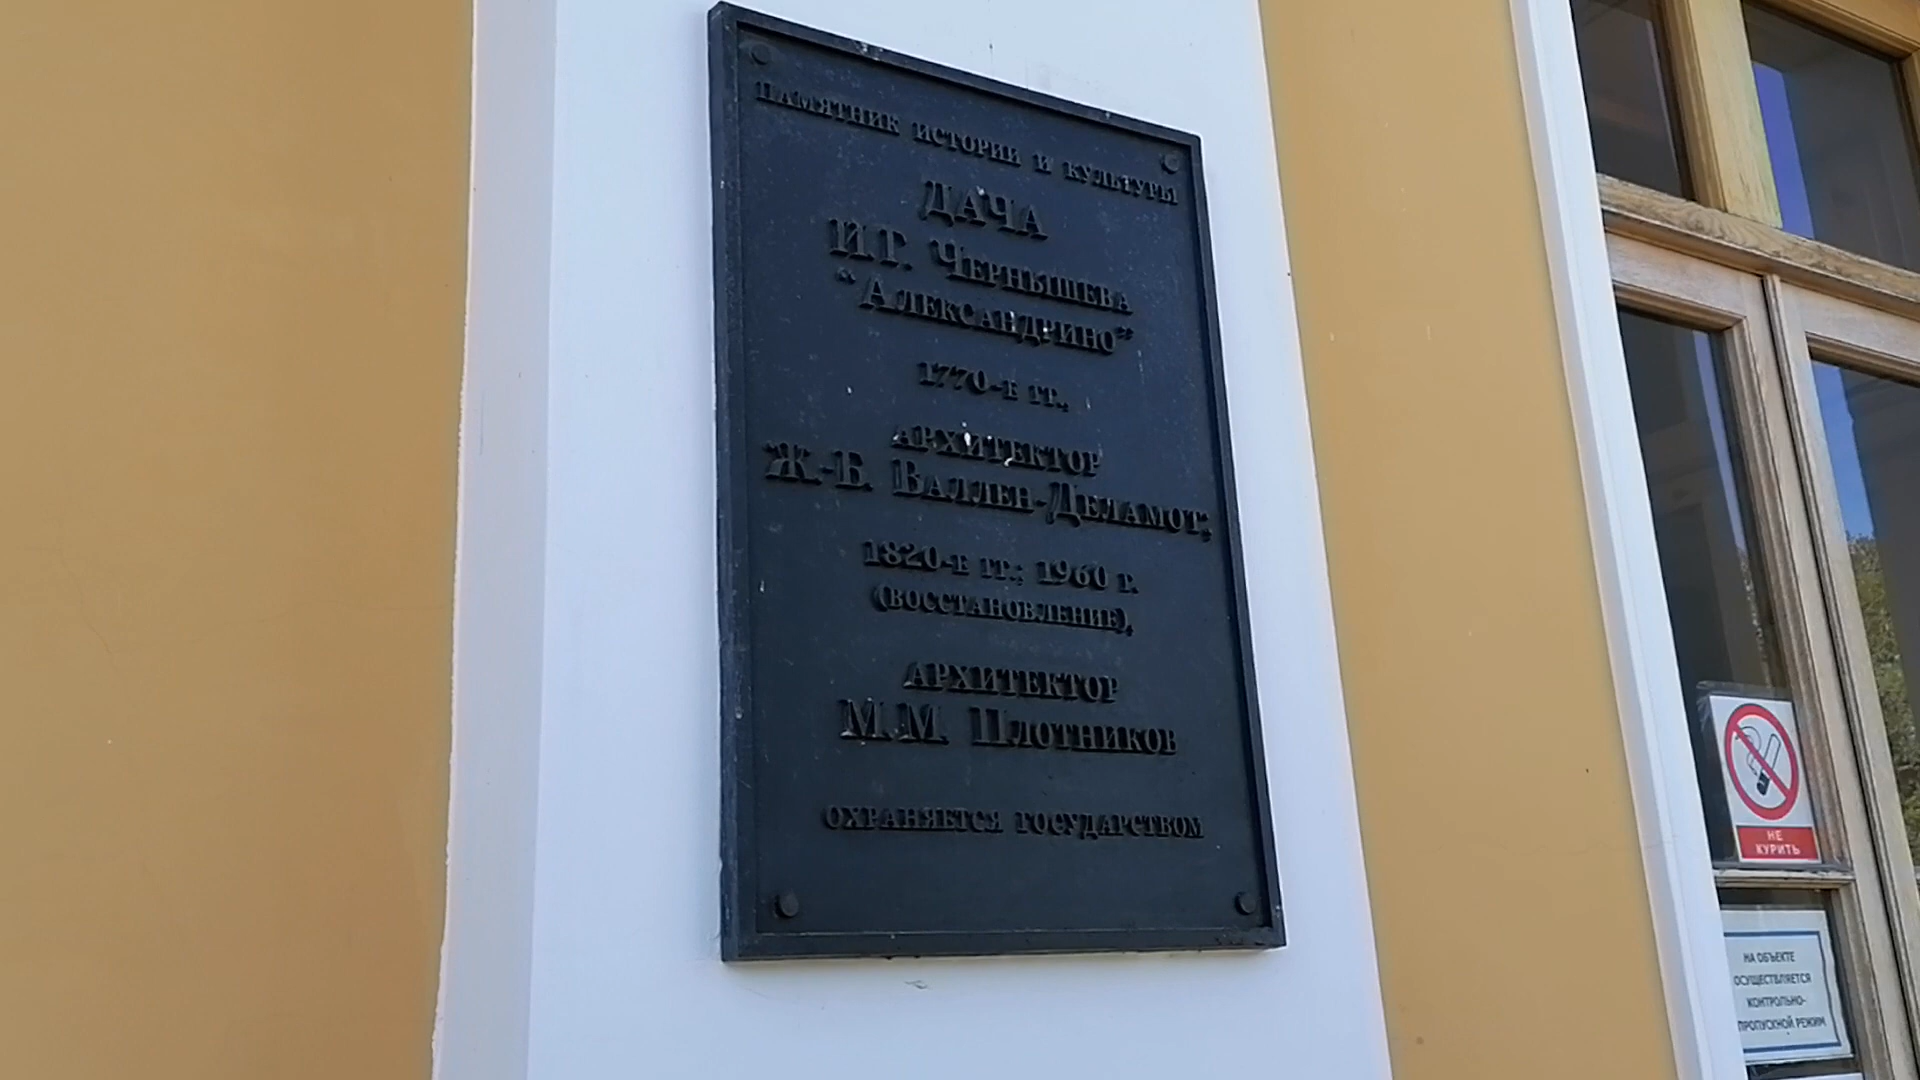 ПАМЯТНИК ИСТОРИИ И КУЛЬТУРЫ
ДАЧА
И.Г. ЧЕРНЫШЕВА
“АЛЕКСАНДРИНО”
1770-Е ГГ.,
АРХИТЕКТОР
Ж.-Б. ВАЛЛЕН-ДЕЛАМОТ;
1820-Е ГГ.; 1960 Г.
(ВОССТАНОВЛЕНИЕ),
АРХИТЕКТОР
М.М. ПЛОТНИКОВ
ОХРАНЯЕТСЯ ГОСУДАРСТВОМ
НЕ
КУРИТЬ
НА ОБЪЕКТЕ
ОСУЩЕСТВЛЯЕТСЯ
КОНТРОЛЬНО-
ПРОПУСКНОЙ РЕЖИМ